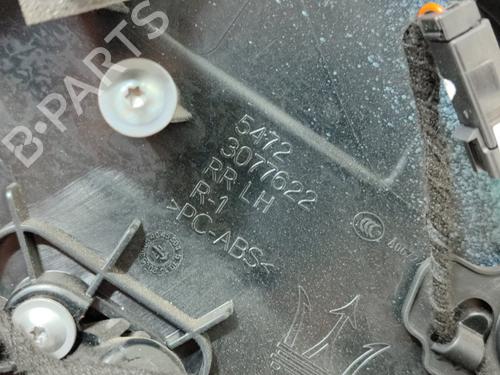 B-PARTS
5472
3077622
RR LH
R-1
>PC-ABS<